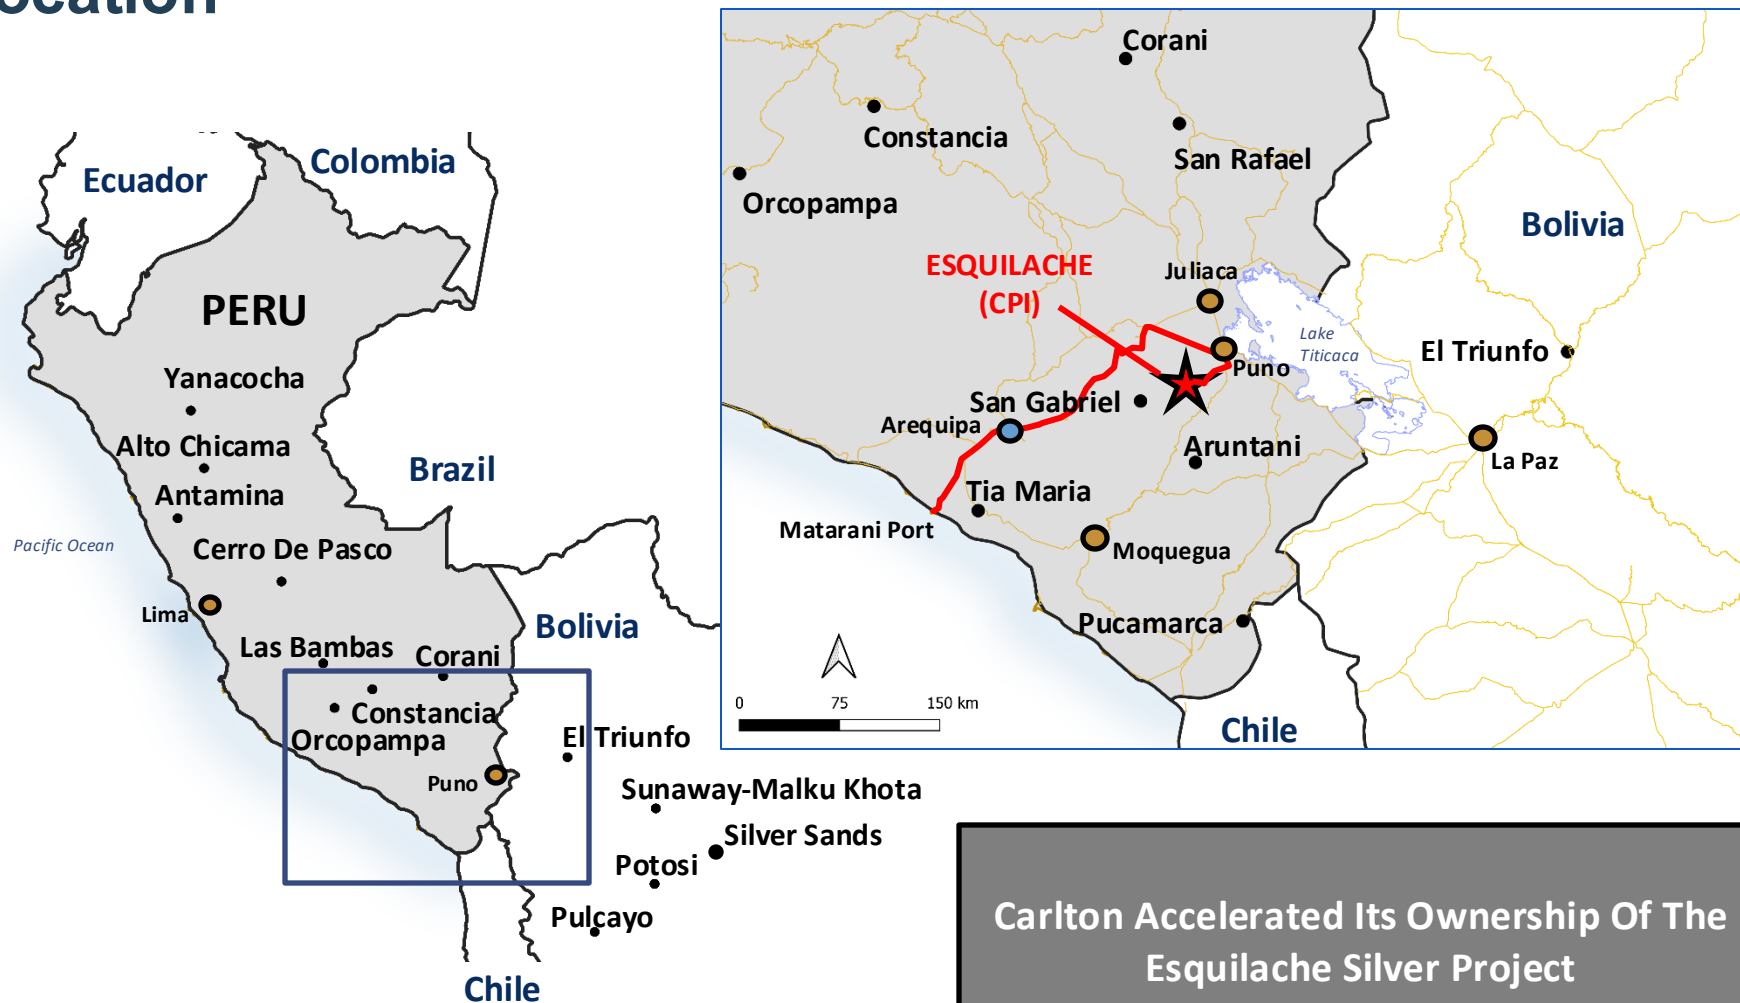 Ecuador
Colombia
PERU
Yanacocha
Alto Chicama
Antamina
Brazil
Pacific Ocean
Cerro De Pasco
Lima
Las Bambas
Corani
Bolivia
Constancia
Orcopampa
Puno
El Triunfo
Sunaway-Malku Khota
Silver Sands
Potosi
Pulcayo
Chile
Corani
Constancia
San Rafael
Orcopampa
Bolivia
ESQUILACHE
(CPI)
Juliaca
Lake
Titicaca
El Triunfo
Puno
San Gabriel
Arequipa
Aruntani
La Paz
Tia Maria
Matarani Port
Moquegua
Pucamarca
0 75 150 km
Chile
Carlton Accelerated Its Ownership Of The
Esquilache Silver Project